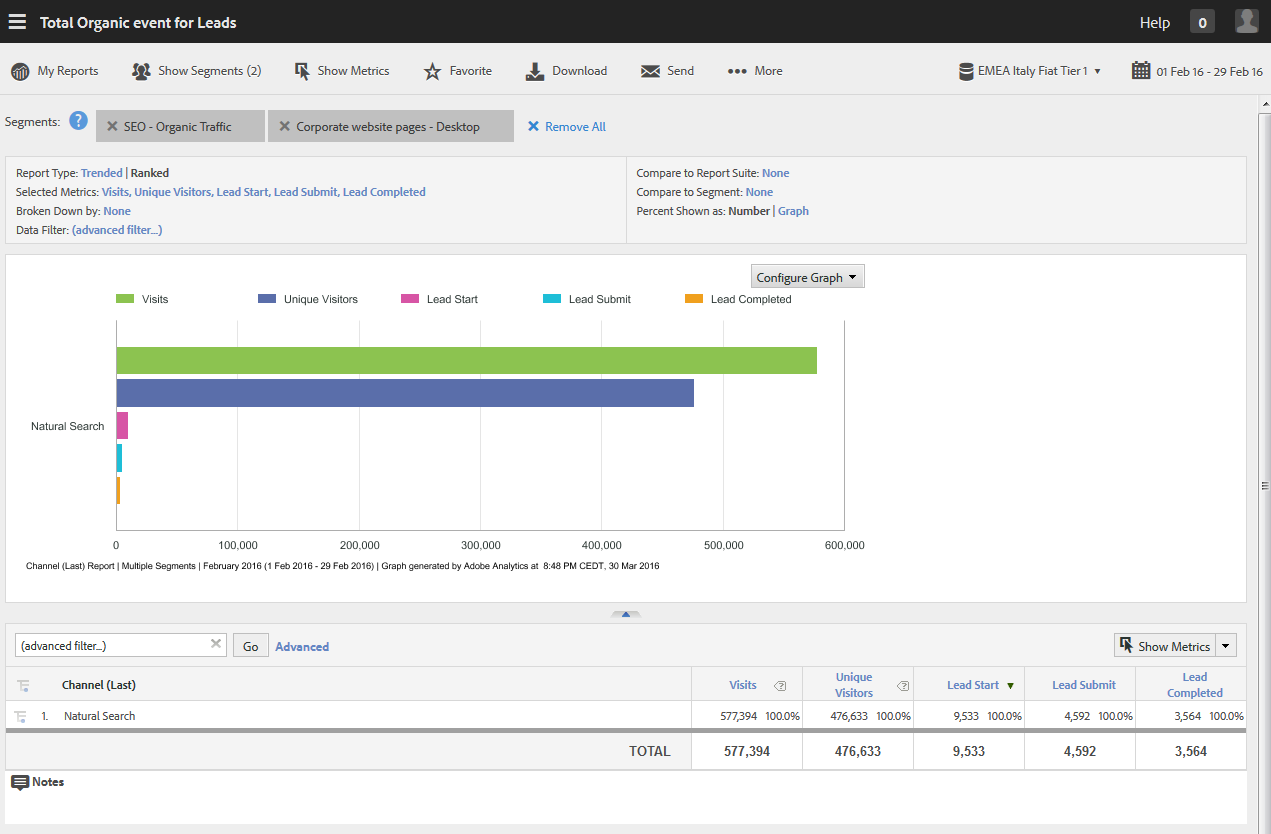 Total Organic event for Leads
Help
0
My Reports
Show Segments (2)
Show Metrics
Favorite
Download
Send
More
EMEA Italy Fiat Tier 1
01 Feb 16 - 29 Feb 16
Segments:
?
SEO - Organic Traffic
Corporate website pages - Desktop
Remove All
Report Type: Trended | Ranked
Selected Metrics: Visits, Unique Visitors, Lead Start, Lead Submit, Lead Completed
Broken Down by: None
Data Filter: (advanced filter...)
Compare to Report Suite: None
Compare to Segment: None
Percent Shown as: Number | Graph
Configure Graph
Visits
Unique Visitors
Lead Start
Lead Submit
Lead Completed
Natural Search
0
100,000
200,000
300,000
400,000
500,000
600,000
Channel (Last) Report | Multiple Segments | February 2016 (1 Feb 2016 - 29 Feb 2016) | Graph generated by Adobe Analytics at 8:48 PM CEDT, 30 Mar 2016
(advanced filter...)
Go
Advanced
Show Metrics
Channel (Last)
Visits
?
Unique
Visitors
?
Lead Start
Lead Submit
Lead
Completed
1. Natural Search 577,394 100.0% 476,633 100.0% 9,533 100.0% 4,592 100.0% 3,564 100.0%
TOTAL 577,394 476,633 9,533 4,592 3,564
Notes